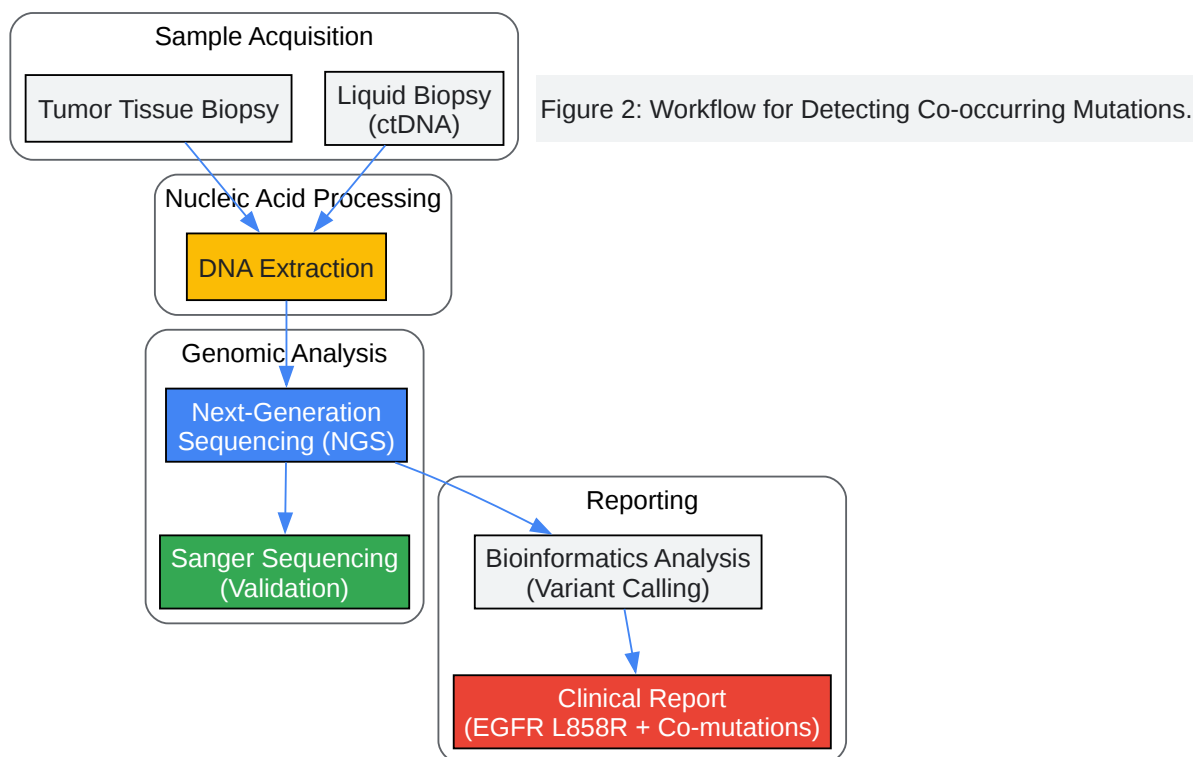 Sample Acquisition
Tumor Tissue Biopsy
Liquid Biopsy
(ctDNA)
Figure 2: Workflow for Detecting Co-occurring Mutations.
Nucleic Acid Processing
DNA Extraction
Genomic Analysis
Next-Generation
Sequencing (NGS)
Sanger Sequencing
(Validation)
Reporting
Bioinformatics Analysis
(Variant Calling)
Clinical Report
(EGFR L858R + Co-mutations)